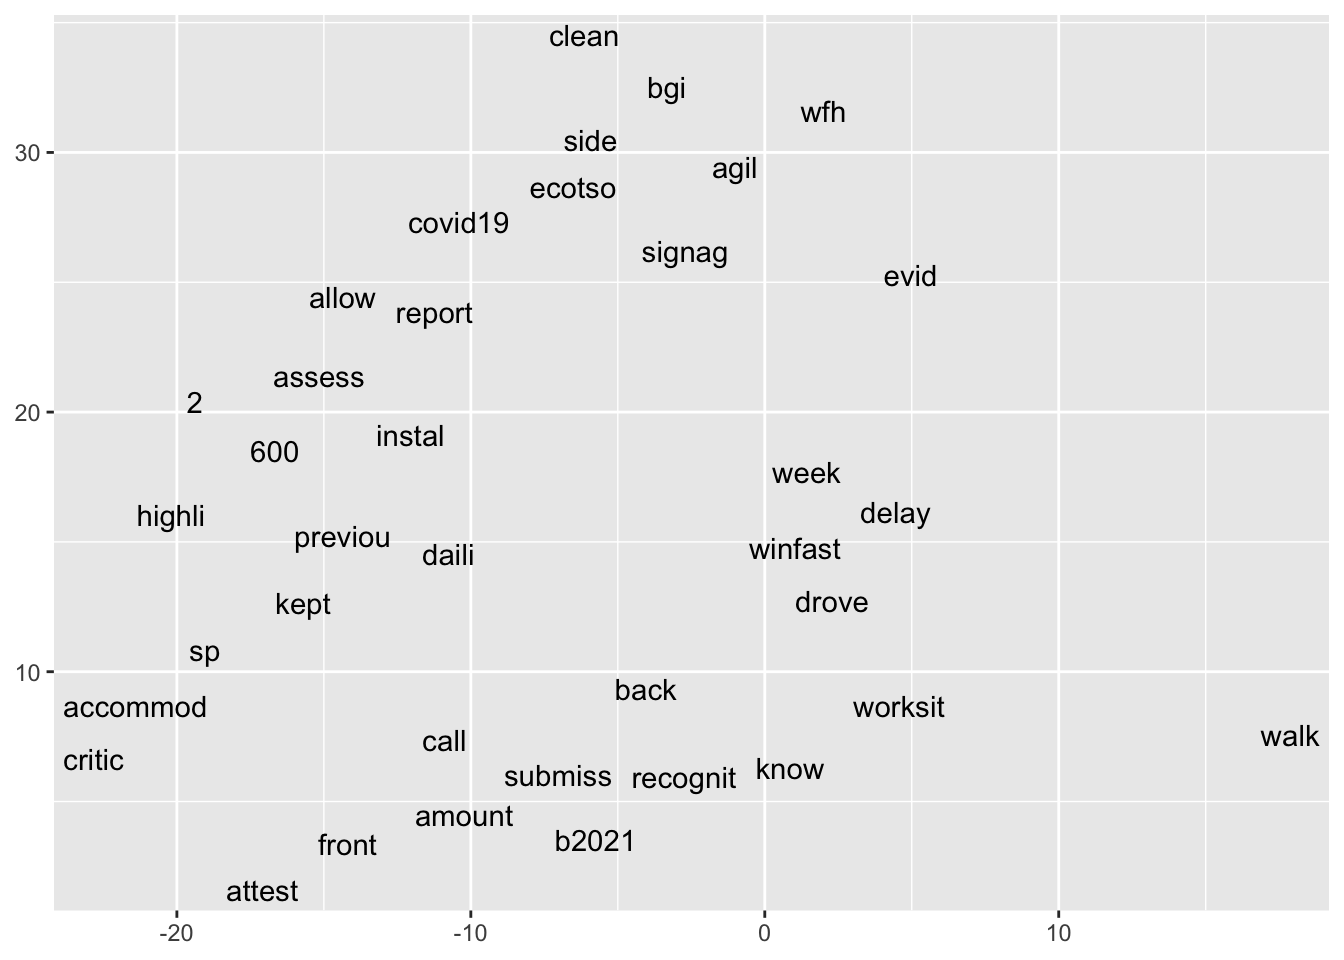 clean
bgi
wfh
side
30
agil
ecotso
covid19
signag
evid
allow
report
assess
2
20
instal
600
week
highli
delay
previou
daili
winfast
kept
drove
sp
10
back
accommod
worksit
walk
call
critic
know
submiss
recognit
amount
b2021
front
attest
-20 -10 0 10